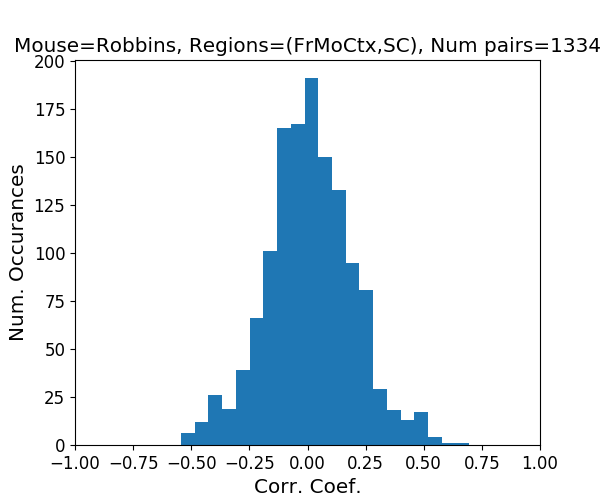 Mouse=Robbins, Regions=(FrMoCtx,SC), Num pairs=1334
200
175
150
125
100
75
50
25
0
Num. Occurances
−1.00 −0.75 −0.50 −0.25 0.00 0.25 0.50 0.75 1.00
Corr. Coef.